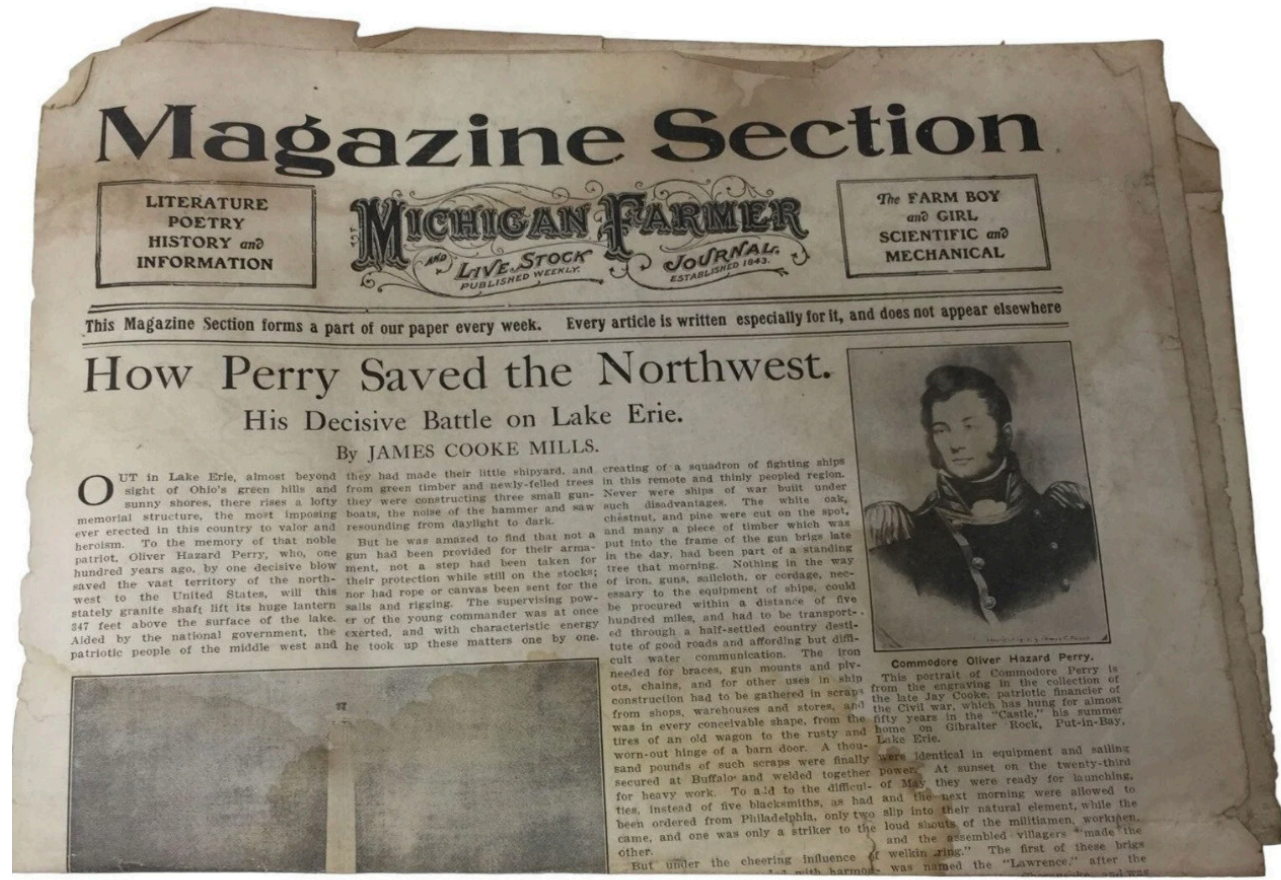 Magazine Section
LITERATURE
POETRY
HISTORY and
INFORMATION
THE MICHIGAN FARMER
AND LIVE STOCK JOURNAL.
PUBLISHED WEEKLY. ESTABLISHED 1843.
The FARM BOY
and GIRL
SCIENTIFIC and
MECHANICAL
This Magazine Section forms a part of our paper every week. Every article is written especially for it, and does not appear elsewhere
How Perry Saved the Northwest.
His Decisive Battle on Lake Erie.
By JAMES COOKE MILLS.
OUT in Lake Erie, almost beyond
sight of Ohio's green hills and
sunny shores, there rises a lofty
memorial structure, the most imposing
ever erected in this country to valor and
heroism. To the memory of that noble
patriot, Oliver Hazard Perry, who, one
hundred years ago, by one decisive blow
saved the vast territory of the north-
west to the United States, will this
stately granite shaft lift its huge lantern
347 feet above the surface of the lake.
Aided by the national government, the
patriotic people of the middle west and
they had made their little shipyard, and
from green timber and newly-felled trees
they were constructing three small gun-
boats, the noise of the hammer and saw
resounding from daylight to dark.
But he was amazed to find that not a
gun had been provided for their arma-
ment, not a step had been taken for
their protection while still on the stocks;
nor had rope or canvas been sent for the
sails and rigging. The supervising pow-
er of the young commander was at once
exerted, and with characteristic energy
he took up these matters one by one.
creating of a squadron of fighting ships
in this remote and thinly peopled region.
Never were ships of war built under
such disadvantages. The white oak,
chestnut, and pine were cut on the spot,
and many a piece of timber which was
put into the frame of the gun brigs late
in the day, had been part of a standing
tree that morning. Nothing in the way
of iron, guns, sailcloth, or cordage, nec-
essary to the equipment of ships, could
be procured within a distance of five
hundred miles, and had to be transport-
ed through a half-settled country desti-
tute of good roads and affording but diffi-
cult water communication. The iron
needed for braces, gun mounts and piv-
ots, chains, and for other uses in ship
construction had to be gathered in scraps
from shops, warehouses and stores, and
was in every conceivable shape, from the
tires of an old wagon to the rusty and
worn-out hinge of a barn door. A thou-
sand pounds of such scraps were finally
secured at Buffalo and welded together
for heavy work. To add to the difficul-
ties, instead of five blacksmiths, as had
been ordered from Philadelphia, only two
came, and one was only a striker to the
other.
But under the cheering influence of
Commodore Oliver Hazard Perry.
This portrait of Commodore Perry is
from the engraving in the collection of
the late Jay Cooke, patriotic financier of
the Civil war, which has hung for almost
fifty years in the "Castle," his summer
home on Gibralter Rock, Put-in-Bay,
Lake Erie.
were identical in equipment and sailing
power. At sunset on the twenty-third
of May they were ready for launching,
and the next morning were allowed to
slip into their natural element, while the
loud shouts of the militiamen, workmen,
and the assembled villagers "made the
welkin ring." The first of these brigs
was named the "Lawrence," after the